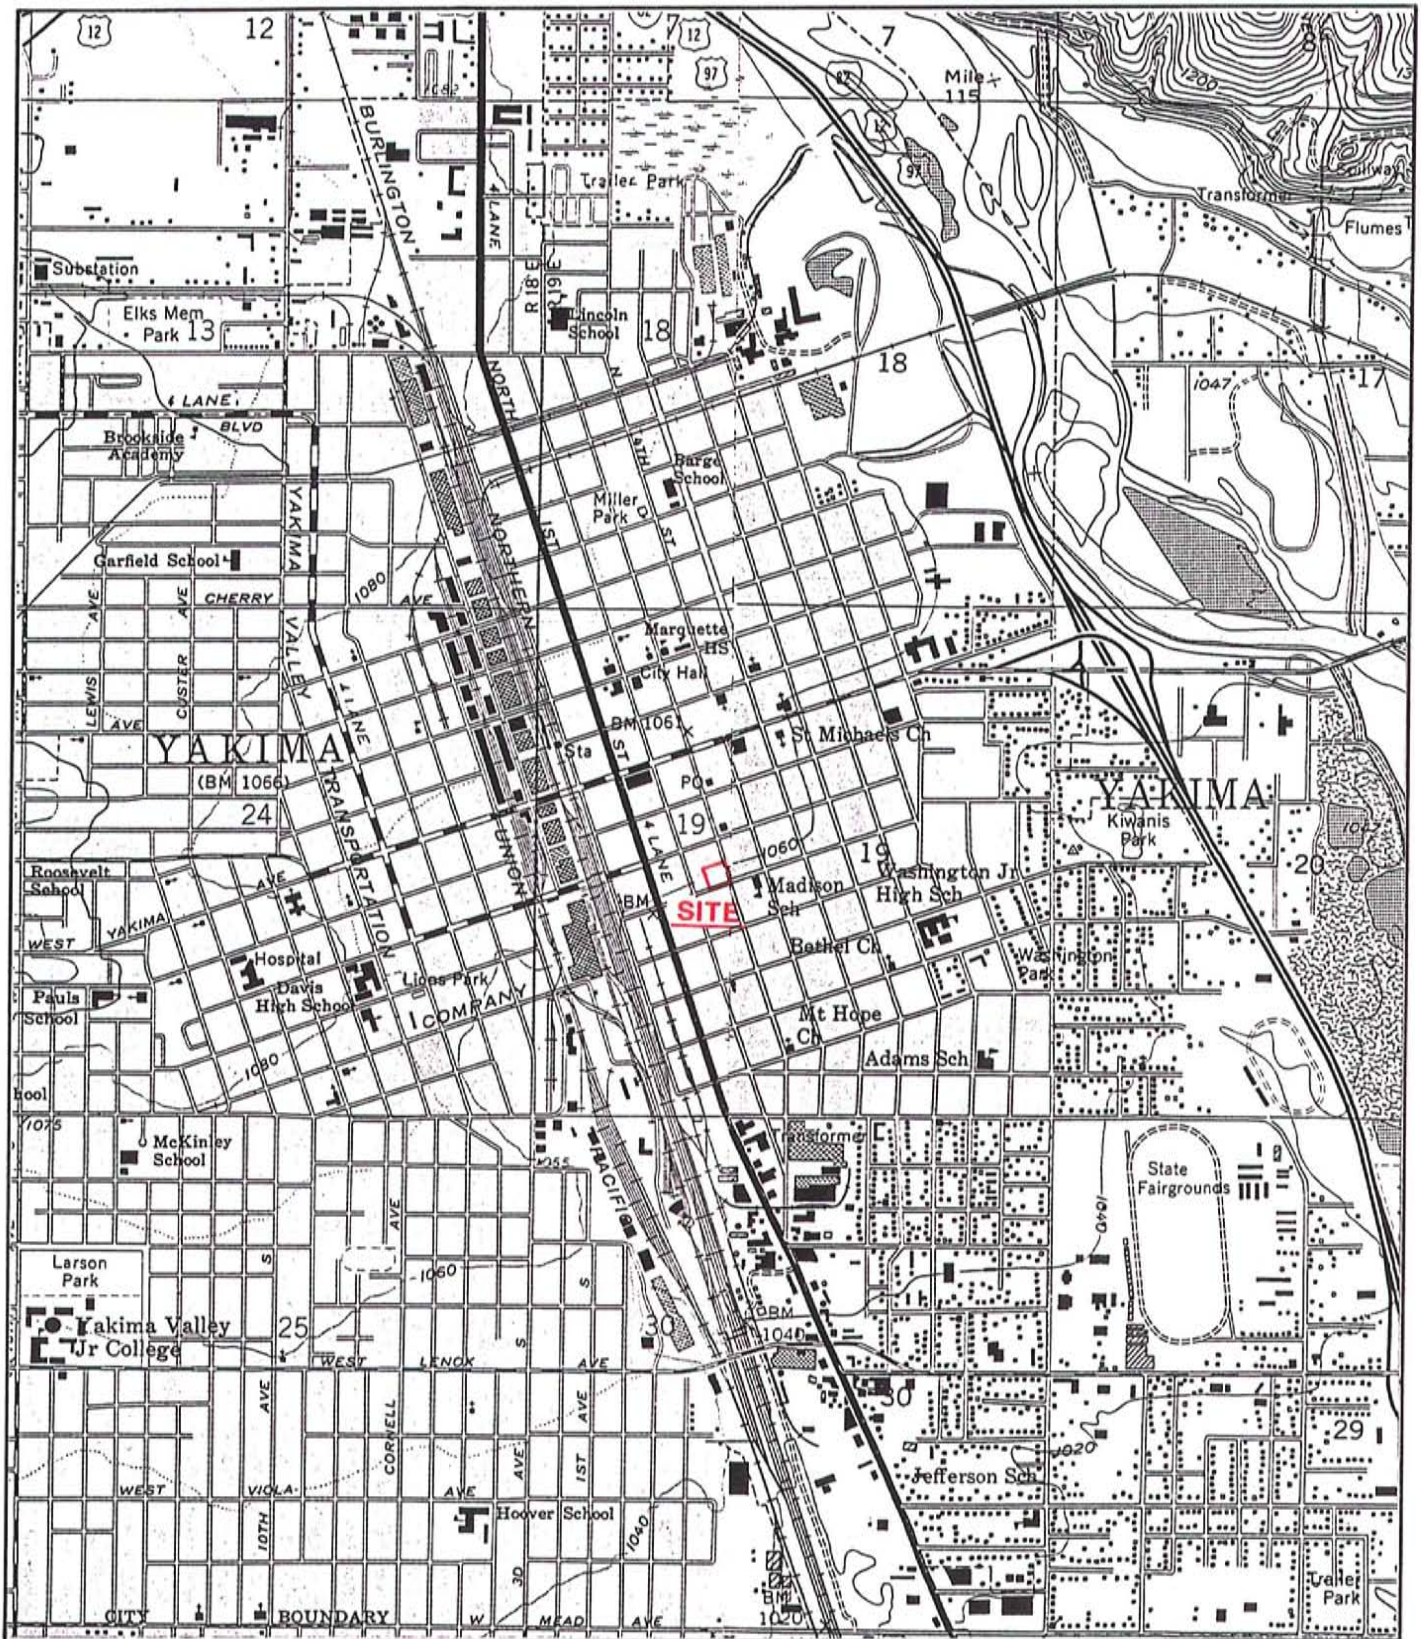 12
12
12
7
97
Mile
115
1200
82
12
1082
BURLINGTON
97
Spillway
Trailer Park
Transformer
4 LANE
Flumes
Substation
R 18 E
R 19 E
Elks Mem
Park
13
Lincoln
School
18
18
17
NORTH
N
1047
4 LANE
BLVD
Brookside
Academy
4TH
ST
Barge
School
Miller
Park
YAKIMA
NORTHERN
1ST
Garfield School
1080
AVE
CHERRY
AVE
AVE
VALLEY
Marquette
HS
City Hall
LEWIS
CUSTER
AVE
BM 1061
ST
St Michaels Ch
YAKIMA
(BM 1066)
Sta
PO
YAKIMA
24
TRANSPORTATION
UNION
4 LANE
19
Kiwanis
Park
1060
19
20
Roosevelt
School
AVE
Washington Jr
High Sch
Madison
Sch
BM
SITE
YAKIMA
WEST
Bethel Ch
Hospital
Washington
Park
Davis
High School
Lions Park
Pauls
School
COMPANY
Mt Hope
Ch
Adams Sch
1080
hool
1075
McKinley
School
Transformer
1055
PACIFIC
State
Fairgrounds
AVE
1040
Larson
Park
S
1060
S
Yakima Valley
Jr College
25
S
30
BM
1040
WEST
LENOX
AVE
AVE
CORNELL
AVE
1ST
AVE
30
29
1020
Jefferson Sch
WEST
VIOLA
AVE
10TH
Hoover School
1040
3D
Trailer
Park
BM
1020
CITY
BOUNDARY
W
MEAD
AVE